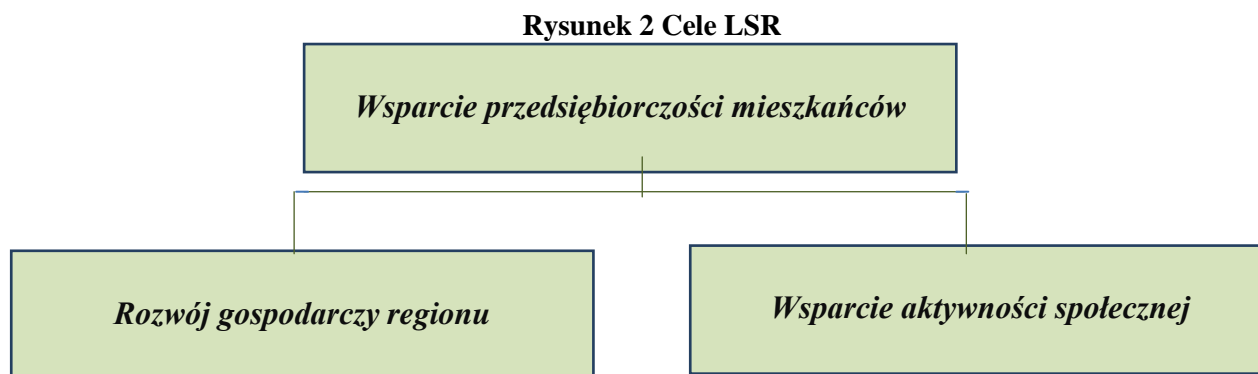 Rysunek 2 Cele LSR
Wsparcie przedsiębiorczości mieszkańców
Rozwój gospodarczy regionu
Wsparcie aktywności społecznej